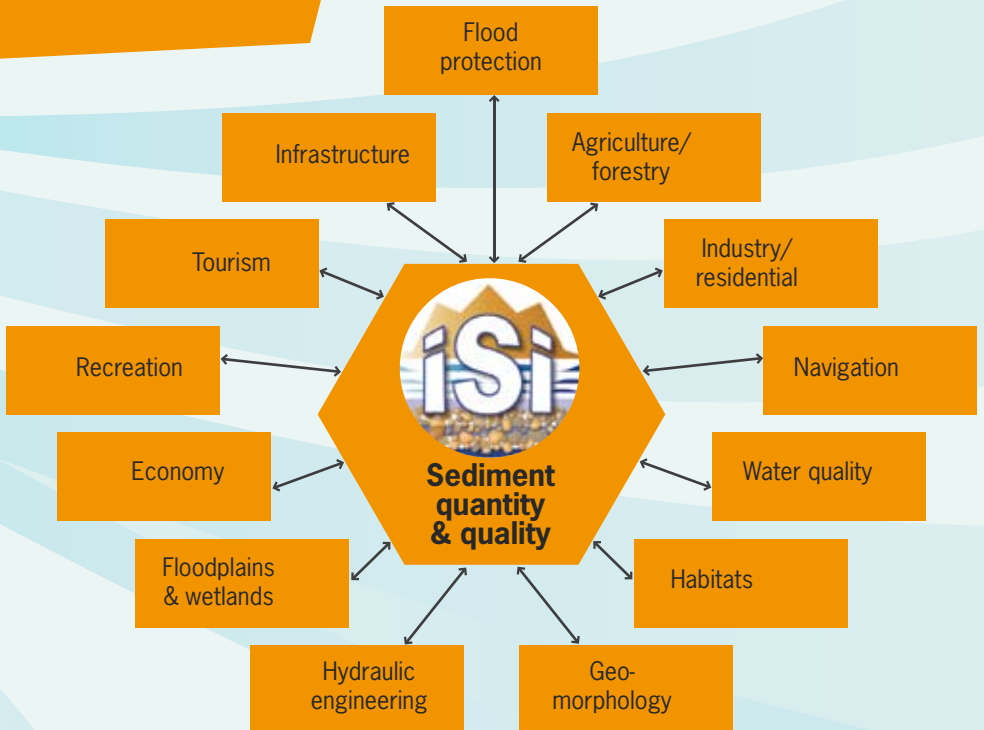 Flood
protection
Infrastructure
Agriculture/
forestry
Tourism
Industry/
residential
Recreation
Navigation
iSi
Sediment
quantity
& quality
Economy
Water quality
Floodplains
& wetlands
Habitats
Hydraulic
engineering
Geo-
morphology